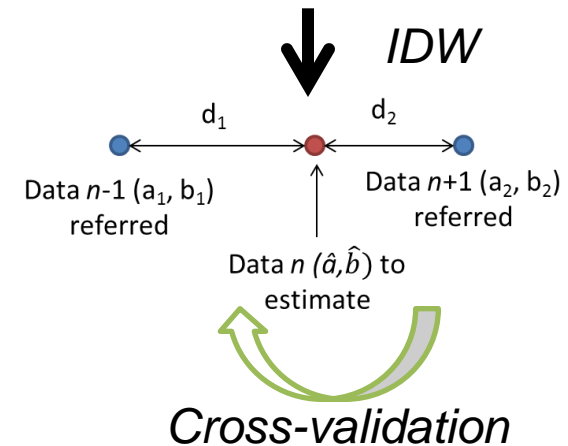 IDW
d₁
d₂
Data n-1 (a₁, b₁)
referred
Data n+1 (a₂, b₂)
referred
Data n (â,b̂) to
estimate
Cross-validation